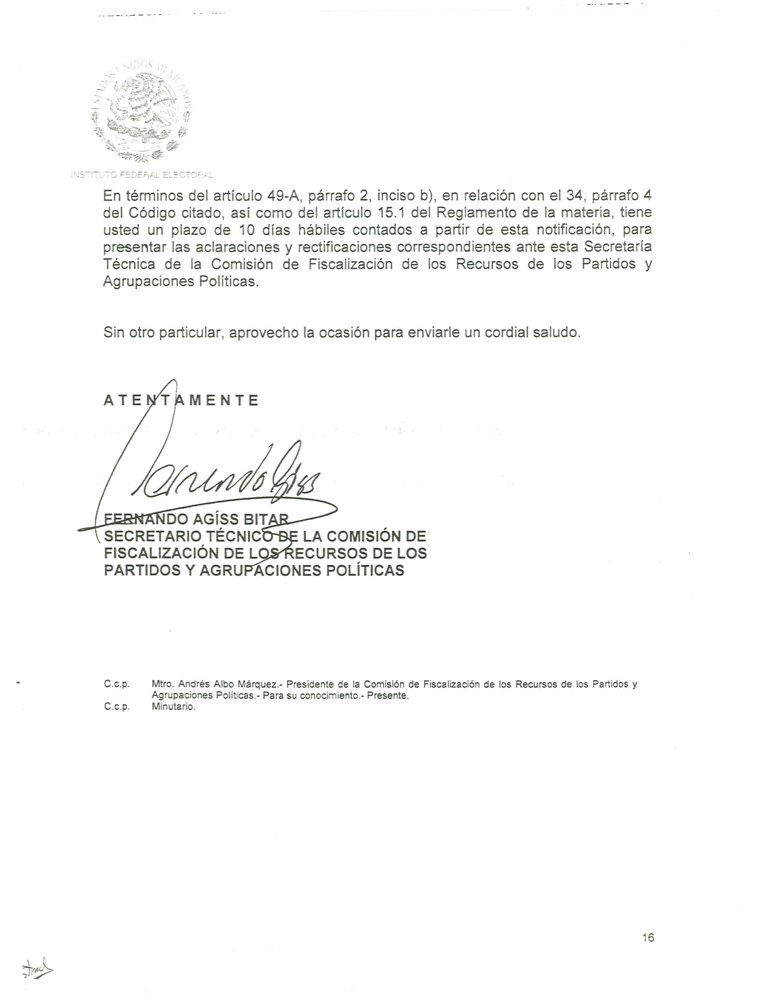 ESTADOS UNIDOS MEXICANOS
INSTITUTO FEDERAL ELECTORAL
En términos del artículo 49-A, párrafo 2, inciso b), en relación con el 34, párrafo 4
del Código citado, así como del artículo 15.1 del Reglamento de la materia, tiene
usted un plazo de 10 días hábiles contados a partir de esta notificación, para
presentar las aclaraciones y rectificaciones correspondientes ante esta Secretaría
Técnica de la Comisión de Fiscalización de los Recursos de los Partidos y
Agrupaciones Políticas.
Sin otro particular, aprovecho la ocasión para enviarle un cordial saludo.
A T E N T A M E N T E
FERNANDO AGÍSS BITAR
SECRETARIO TÉCNICO DE LA COMISIÓN DE
FISCALIZACIÓN DE LOS RECURSOS DE LOS
PARTIDOS Y AGRUPACIONES POLÍTICAS
C.c.p. Mtro. Andrés Albo Márquez.- Presidente de la Comisión de Fiscalización de los Recursos de los Partidos y
Agrupaciones Políticas.- Para su conocimiento.- Presente.
C.c.p. Minutario.
16